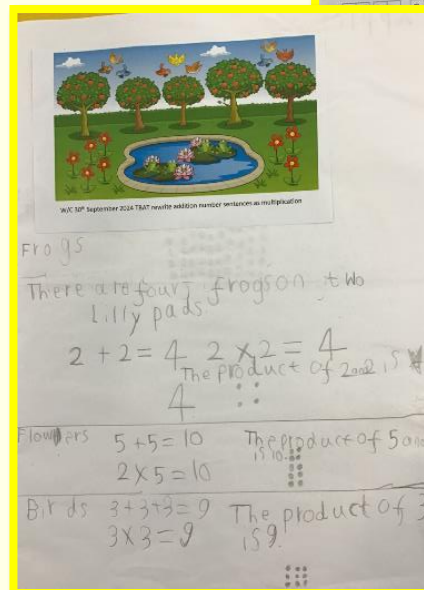 W/C 30th September 2024 TBAT rewrite addition number sentences as multiplication
Frogs
There are four frogs on two
Lilly pads
2 + 2 = 4 2 x 2 = 4
The product of 2 and 2 is
4
Flowers 5 + 5 = 10 The product of 5 and
is 10.
2 x 5 = 10
Birds 3 + 3 + 3 = 9 The product of 3
3 x 3 = 9 is 9.